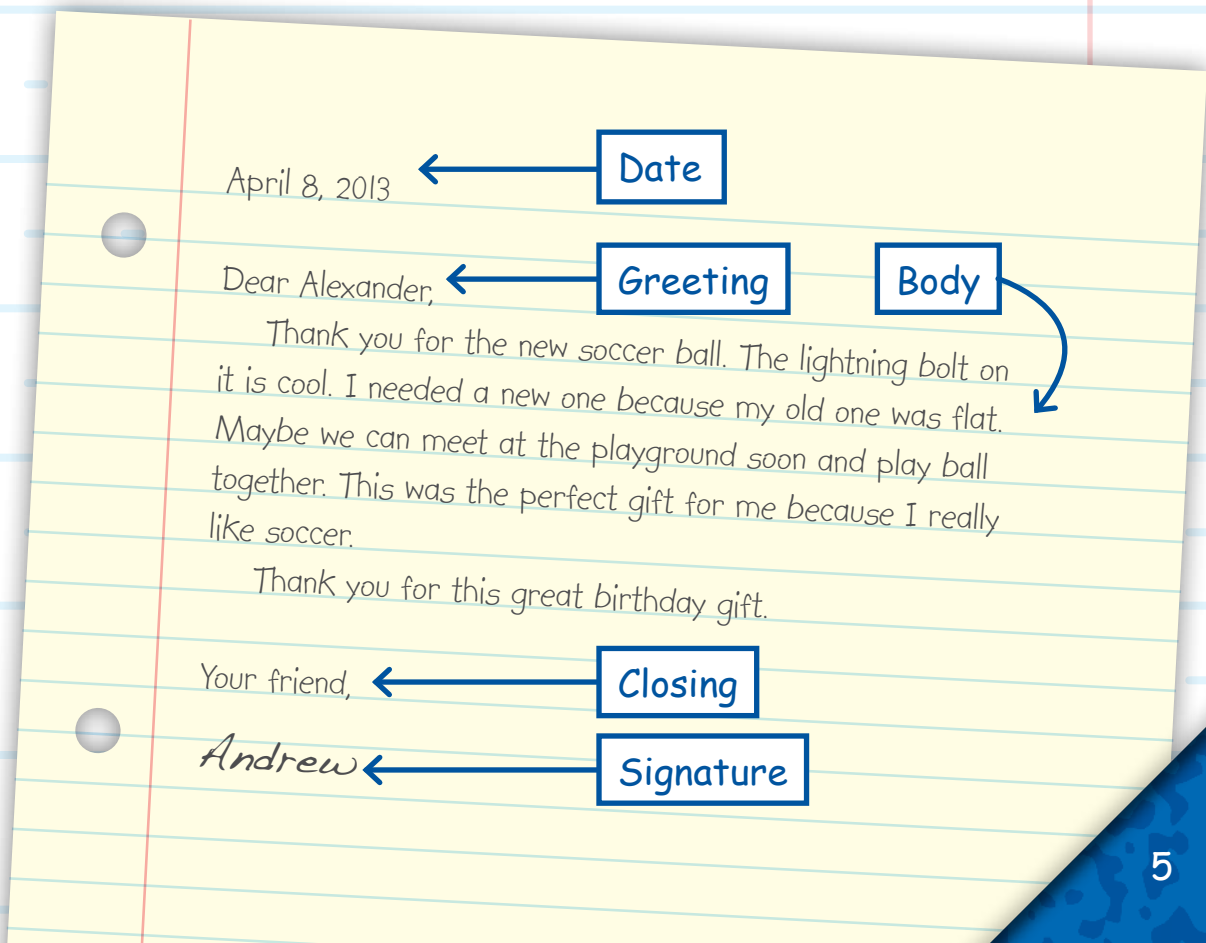 April 8, 2013
Date
Dear Alexander,
Greeting
Body
Thank you for the new soccer ball. The lightning bolt on
it is cool. I needed a new one because my old one was flat.
Maybe we can meet at the playground soon and play ball
together. This was the perfect gift for me because I really
like soccer.
Thank you for this great birthday gift.
Your friend,
Closing
Andrew
Signature
5